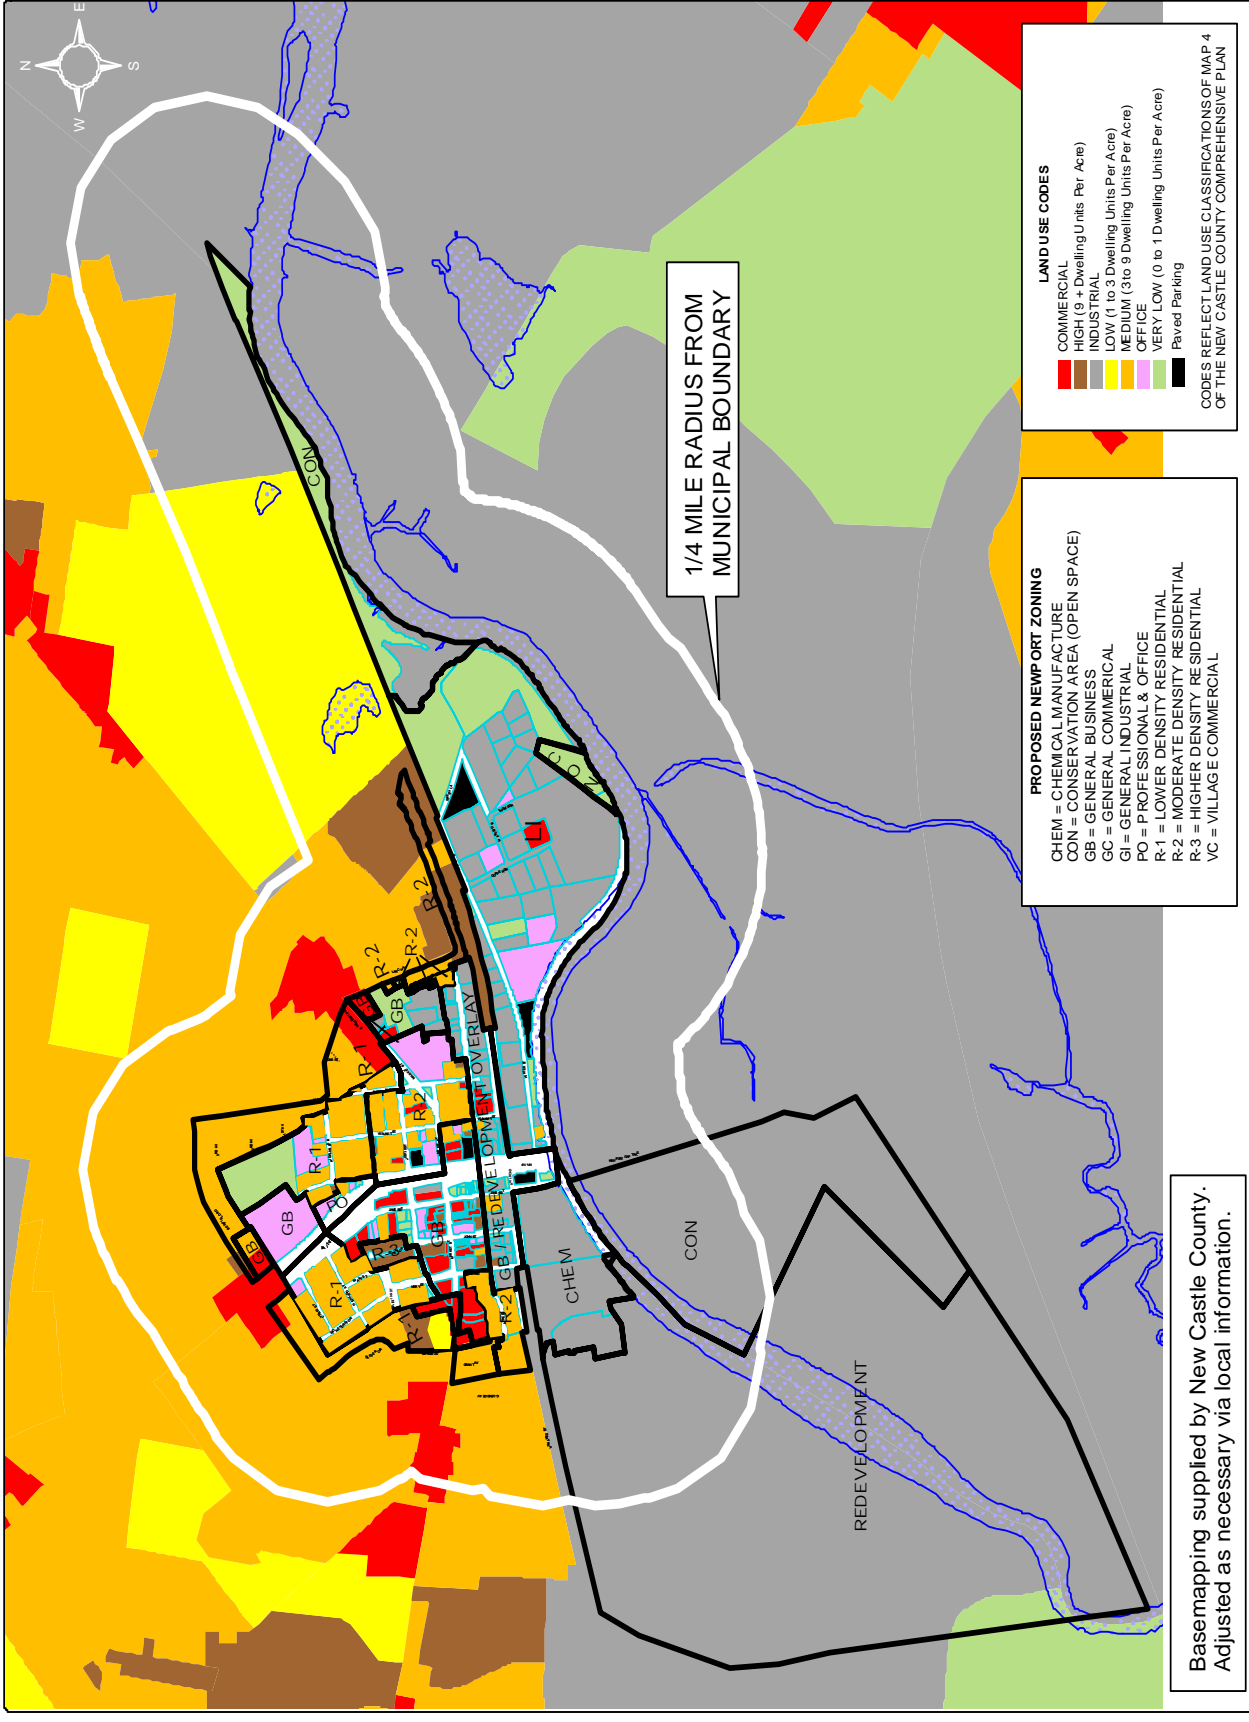 N
E
S
W
CON
1/4 MILE RADIUS FROM
MUNICIPAL BOUNDARY
C
O
N
LI
R-2
R-2
R-2
GB
GB
R-1
R-2
R-1
PO
GB
GB
R-3
GB
R-1
R-1
R-2
GB / REDEVELOPMENT OVERLAY
CHEM
CON
REDEVELOPMENT
LAND USE CODES
COMMERCIAL
HIGH (9 + Dwelling Units Per Acre)
INDUSTRIAL
LOW (1 to 3 Dwelling Units Per Acre)
MEDIUM (3 to 9 Dwelling Units Per Acre)
OFFICE
VERY LOW (0 to 1 Dwelling Units Per Acre)
Paved Parking
CODES REFLECT LAND USE CLASSIFICATIONS OF MAP 4
OF THE NEW CASTLE COUNTY COMPREHENSIVE PLAN
PROPOSED NEWPORT ZONING
CHEM = CHEMICAL MANUFACTURE
CON = CONSERVATION AREA (OPEN SPACE)
GB = GENERAL BUSINESS
GC = GENERAL COMMERICAL
GI = GENERAL INDUSTRIAL
PO = PROFESSIONAL & OFFICE
R-1 = LOWER DENSITY RESIDENTIAL
R-2 = MODERATE DENSITY RESIDENTIAL
R-3 = HIGHER DENSITY RESIDENTIAL
VC = VILLAGE COMMERCIAL
Basemapping supplied by New Castle County.
Adjusted as necessary via local information.